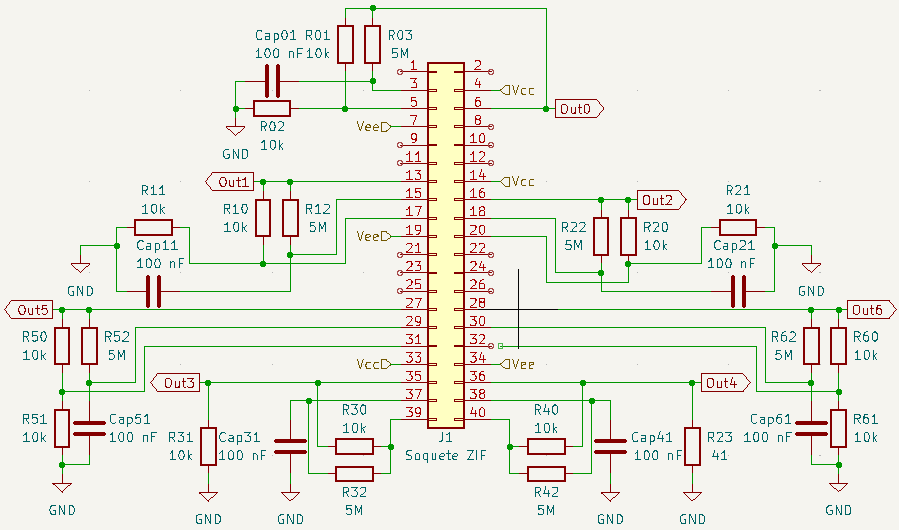 Cap01 R01 R03
100 nF 10k 5M
1 2
3 4 Vcc
5 6 Out0
R02
10k
GND
Vee 7 8
9 10
11 12
Out1 13 14 Vcc
15 16 Out2
R11
10k
R10
10k
R12
5M
17 18
R22
5M
R20
10k
R21
10k
Vee 19 20
Cap11
100 nF
GND
21 22
Cap21
100 nF
GND
23 24
25 26
Out5 27 28 Out6
29 30
R50
10k
R52
5M
R62
5M
R60
10k
31 32
Vcc 33 34 Vee
Out3 35 36 Out4
37 38
39 40
R51
10k
Cap51
100 nF
GND
R31
10k
GND
Cap31
100 nF
GND
R30
10k
R32
5M
J1
Soquete ZIF
R40
10k
R42
5M
Cap41
100 nF
GND
R23
41
GND
Cap61
100 nF
R61
10k
GND